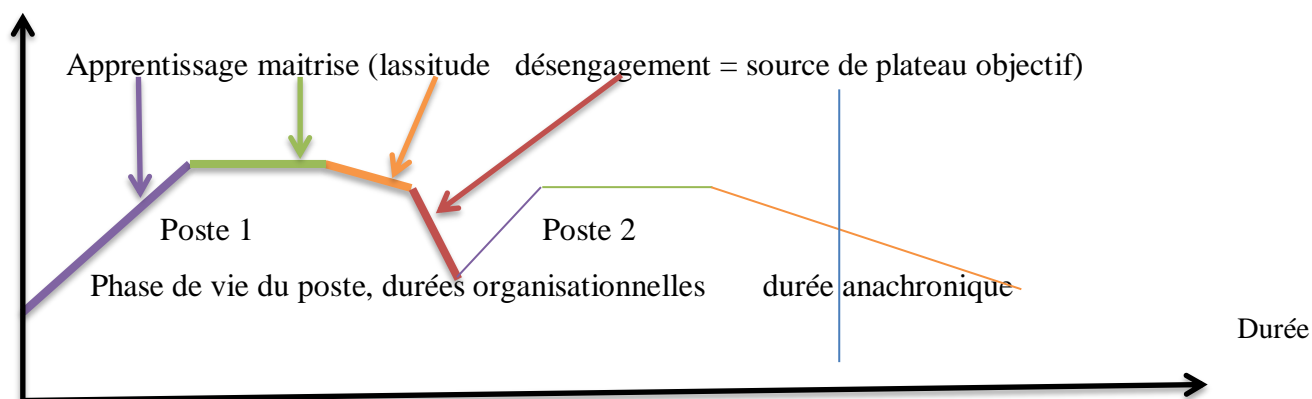 Apprentissage maitrise (lassitude désengagement = source de plateau objectif)
Poste 1 Poste 2
Phase de vie du poste, durées organisationnelles durée anachronique
Durée